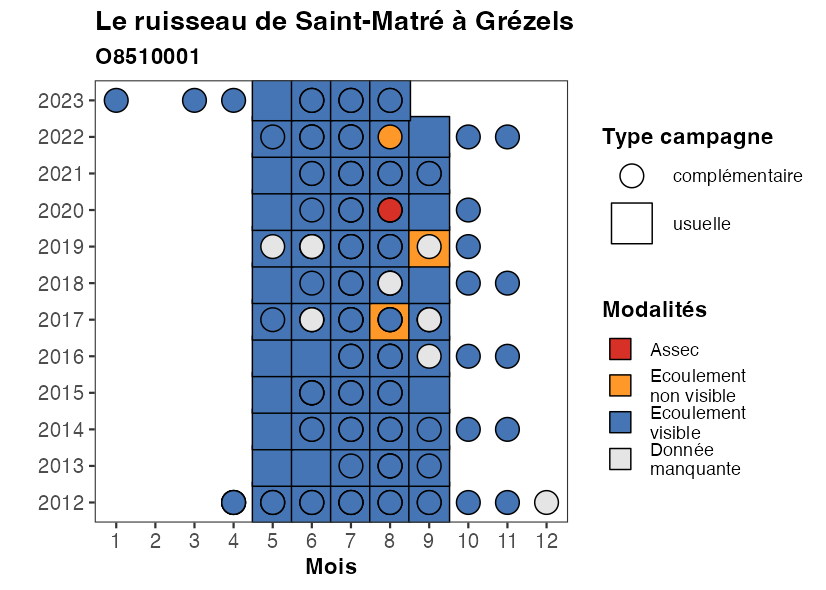 Le ruisseau de Saint-Matré à Grézels
O8510001
2023
2022
2021
2020
2019
2018
2017
2016
2015
2014
2013
2012
1 2 3 4 5 6 7 8 9 10 11 12
Mois
Type campagne
complémentaire
usuelle
Modalités
Assec
Ecoulement
non visible
Ecoulement
visible
Donnée
manquante